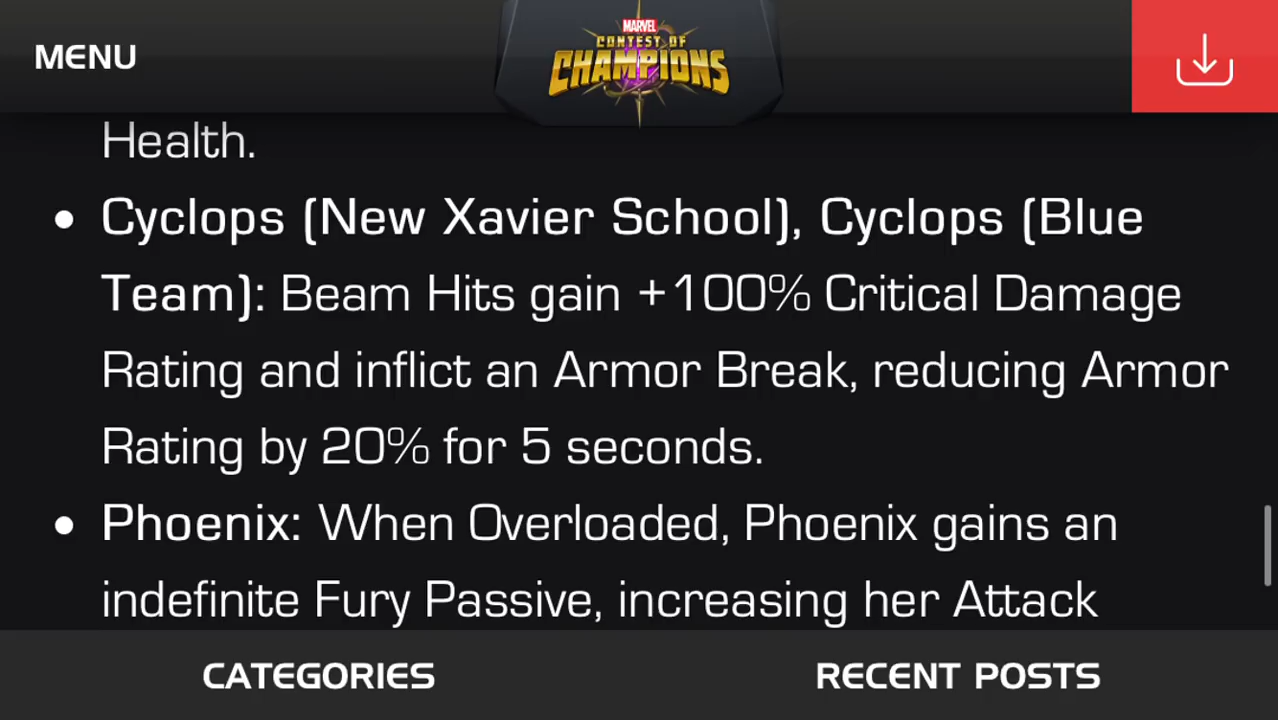 MENU
MARVEL
CONTEST OF
CHAMPIONS
Health.
• Cyclops (New Xavier School), Cyclops (Blue
Team): Beam Hits gain +100% Critical Damage
Rating and inflict an Armor Break, reducing Armor
Rating by 20% for 5 seconds.
• Phoenix: When Overloaded, Phoenix gains an
indefinite Fury Passive, increasing her Attack
CATEGORIES
RECENT POSTS